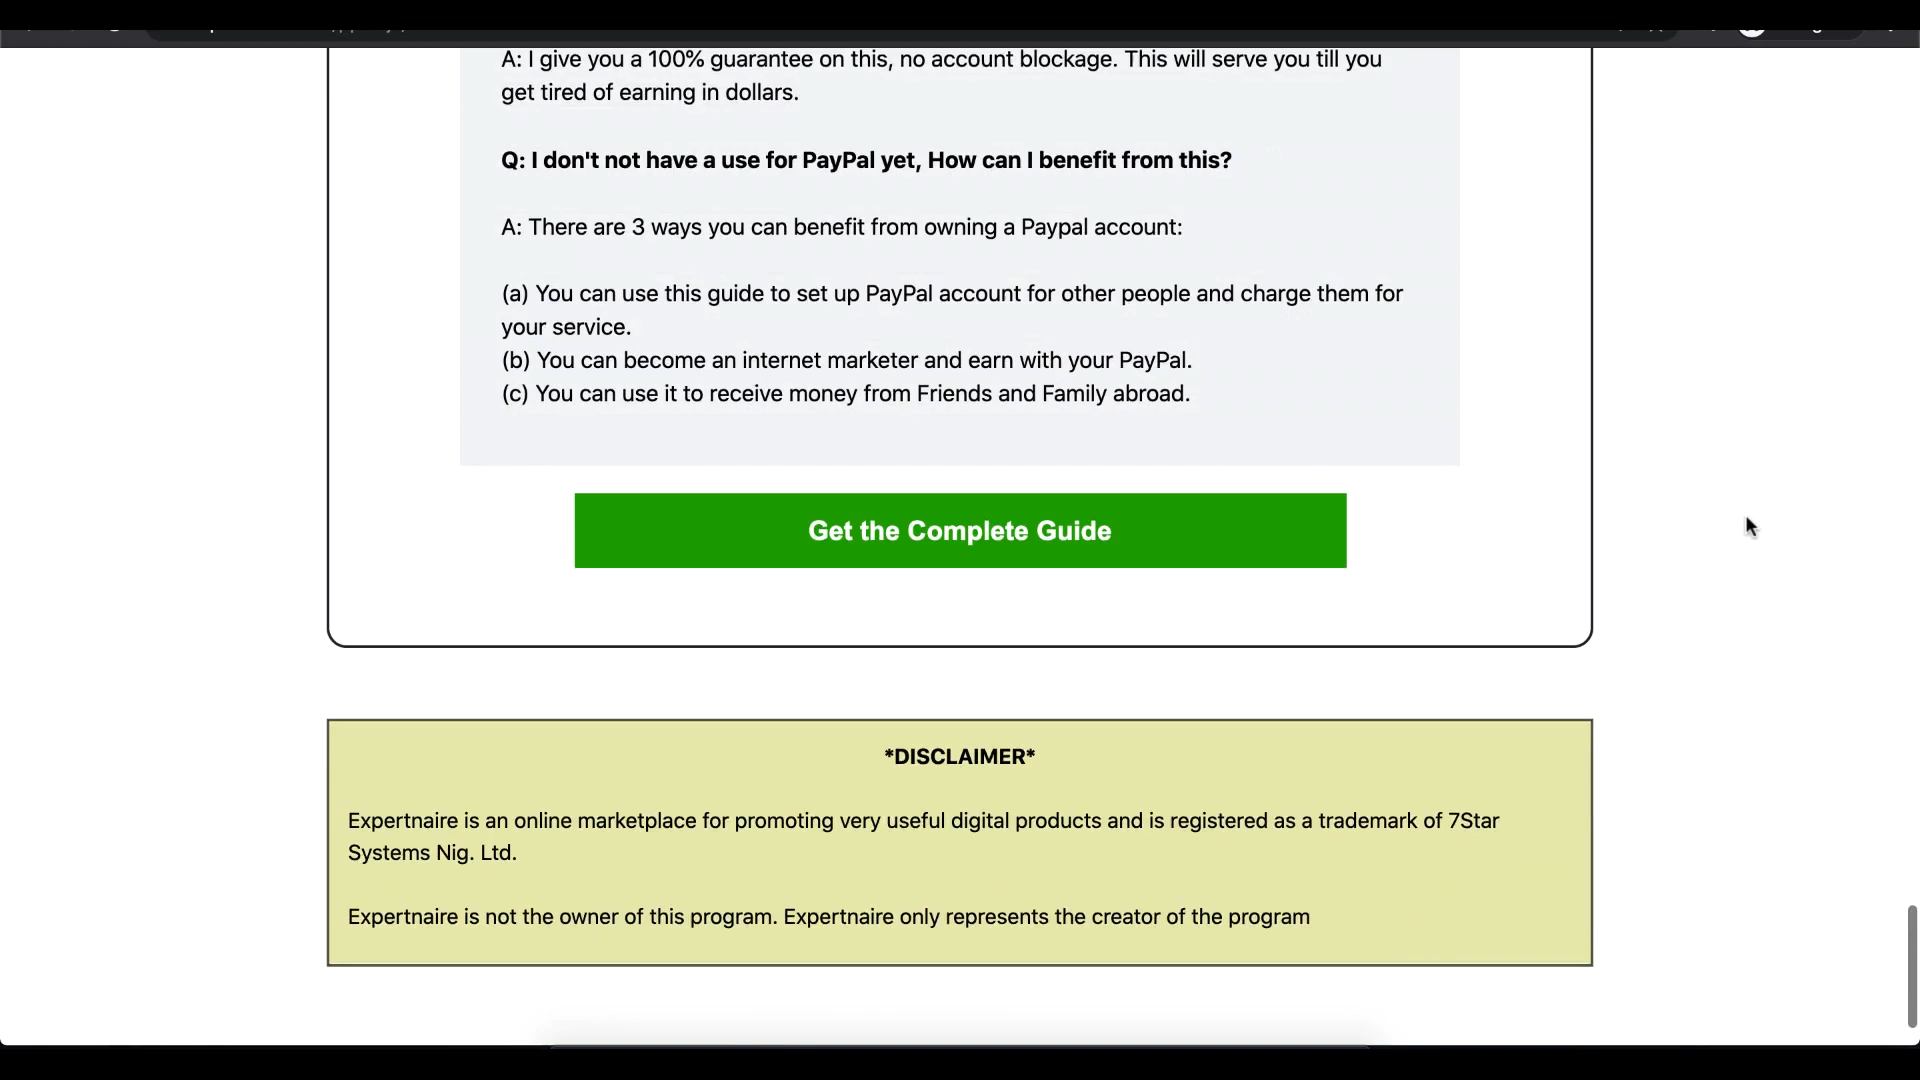 A: I give you a 100% guarantee on this, no account blockage. This will serve you till you
get tired of earning in dollars.
Q: I don't not have a use for PayPal yet, How can I benefit from this?
A: There are 3 ways you can benefit from owning a Paypal account:
(a) You can use this guide to set up PayPal account for other people and charge them for
your service.
(b) You can become an internet marketer and earn with your PayPal.
(c) You can use it to receive money from Friends and Family abroad.
Get the Complete Guide
*DISCLAIMER*
Expertnaire is an online marketplace for promoting very useful digital products and is registered as a trademark of 7Star
Systems Nig. Ltd.
Expertnaire is not the owner of this program. Expertnaire only represents the creator of the program